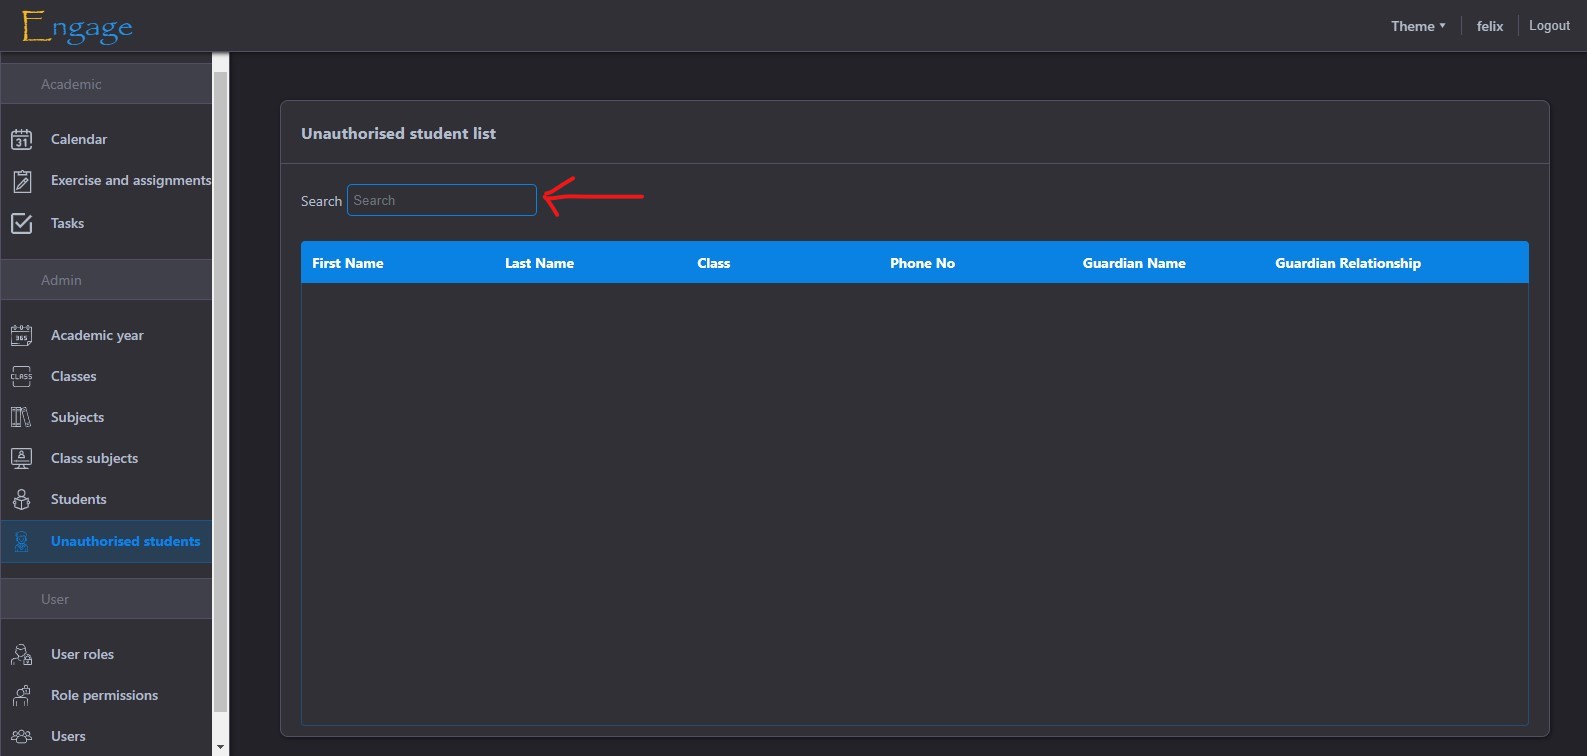 Engage
Theme
felix
Logout
Academic
31
Calendar
Exercise and assignments
Tasks
Admin
365
Academic year
CLASS
Classes
Subjects
Class subjects
Students
Unauthorised students
User
User roles
Role permissions
Users
Unauthorised student list
Search Search
First Name Last Name Class Phone No Guardian Name Guardian Relationship